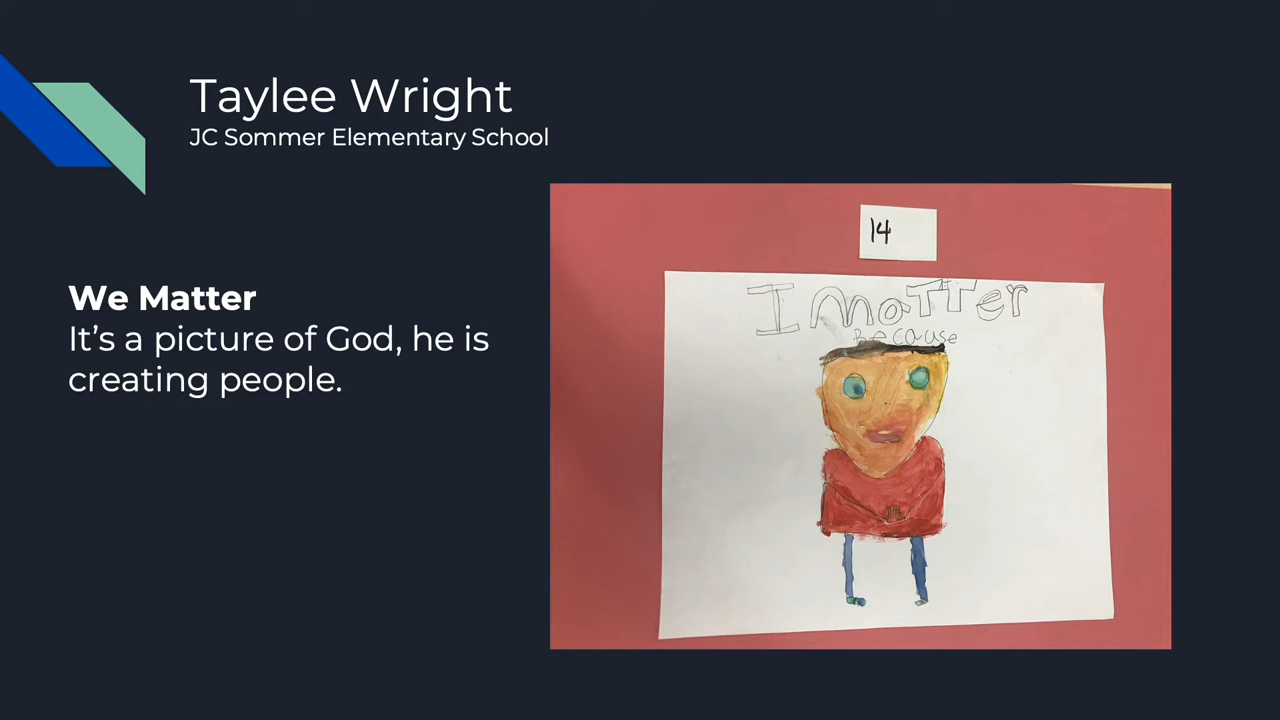 Taylee Wright
JC Sommer Elementary School
We Matter
It’s a picture of God, he is
creating people.
14
I maTTer
Because